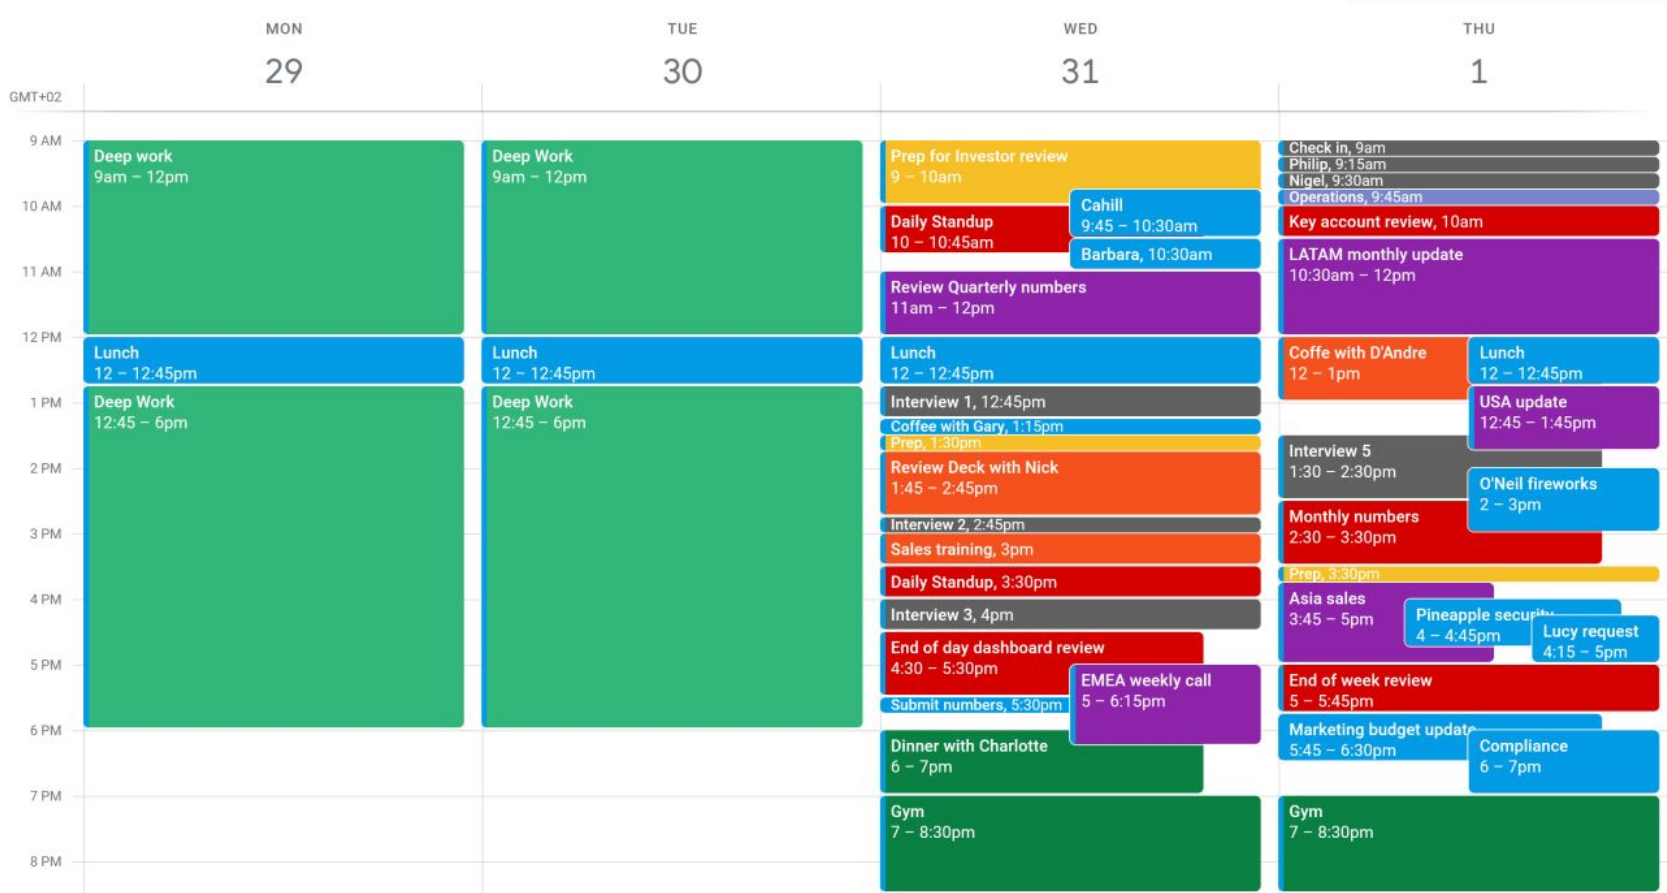 MON
TUE
WED
THU
29
30
31
1
GMT+02
9 AM
10 AM
11 AM
12 PM
1 PM
2 PM
3 PM
4 PM
5 PM
6 PM
7 PM
8 PM
Deep work
9am – 12pm
Lunch
12 – 12:45pm
Deep Work
12:45 – 6pm
Deep Work
9am – 12pm
Lunch
12 – 12:45pm
Deep Work
12:45 – 6pm
Prep for Investor review
9 – 10am
Cahill
9:45 – 10:30am
Daily Standup
10 – 10:45am
Barbara, 10:30am
Review Quarterly numbers
11am – 12pm
Lunch
12 – 12:45pm
Interview 1, 12:45pm
Coffee with Gary, 1:15pm
Prep, 1:30pm
Review Deck with Nick
1:45 – 2:45pm
Interview 2, 2:45pm
Sales training, 3pm
Daily Standup, 3:30pm
Interview 3, 4pm
End of day dashboard review
4:30 – 5:30pm
EMEA weekly call
5 – 6:15pm
Submit numbers, 5:30pm
Dinner with Charlotte
6 – 7pm
Gym
7 – 8:30pm
Check in, 9am
Philip, 9:15am
Nigel, 9:30am
Operations, 9:45am
Key account review, 10am
LATAM monthly update
10:30am – 12pm
Coffe with D'Andre
12 – 1pm
Lunch
12 – 12:45pm
USA update
12:45 – 1:45pm
Interview 5
1:30 – 2:30pm
O'Neil fireworks
2 – 3pm
Monthly numbers
2:30 – 3:30pm
Prep, 3:30pm
Asia sales
3:45 – 5pm
Pineapple security
4 – 4:45pm
Lucy request
4:15 – 5pm
End of week review
5 – 5:45pm
Marketing budget update
5:45 – 6:30pm
Compliance
6 – 7pm
Gym
7 – 8:30pm